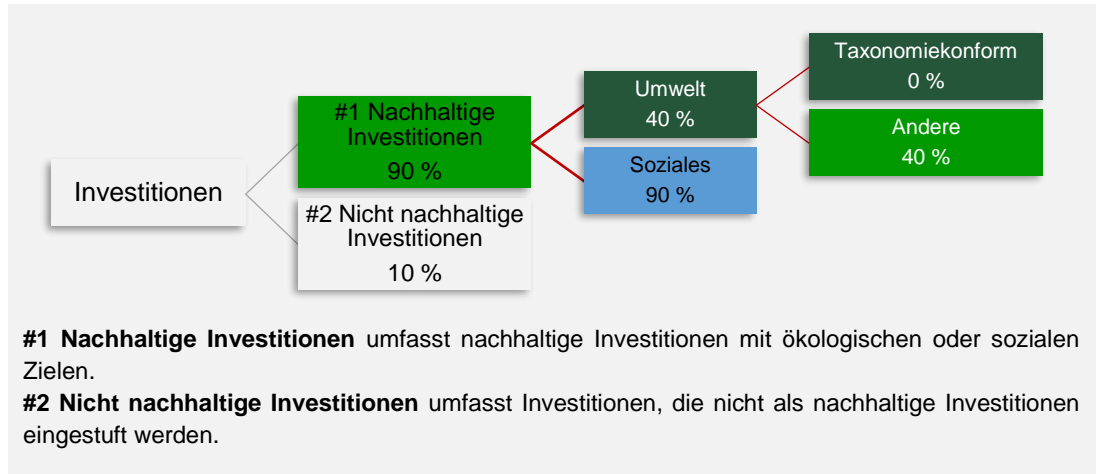 Investitionen
#1 Nachhaltige
Investitionen
90 %
#2 Nicht nachhaltige
Investitionen
10 %
Umwelt
40 %
Soziales
90 %
Taxonomiekonform
0 %
Andere
40 %
#1 Nachhaltige Investitionen umfasst nachhaltige Investitionen mit ökologischen oder sozialen
Zielen.
#2 Nicht nachhaltige Investitionen umfasst Investitionen, die nicht als nachhaltige Investitionen
eingestuft werden.